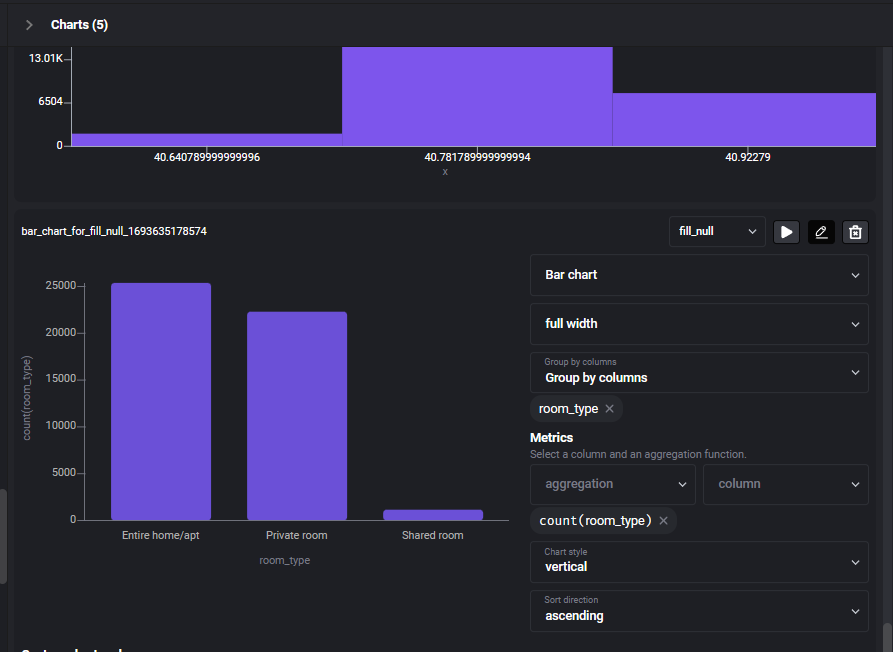 Charts (5)
13.01K
6504
0
40.640789999999996
40.781789999999994
40.92279
x
bar_chart_for_fill_null_1693635178574
fill_null
Bar chart
full width
Group by columns
Group by columns
room_type
Metrics
Select a column and an aggregation function.
aggregation
column
count(room_type)
Chart style
vertical
Sort direction
ascending
25000
20000
15000
10000
5000
0
count(room_type)
Entire home/apt
Private room
Shared room
room_type